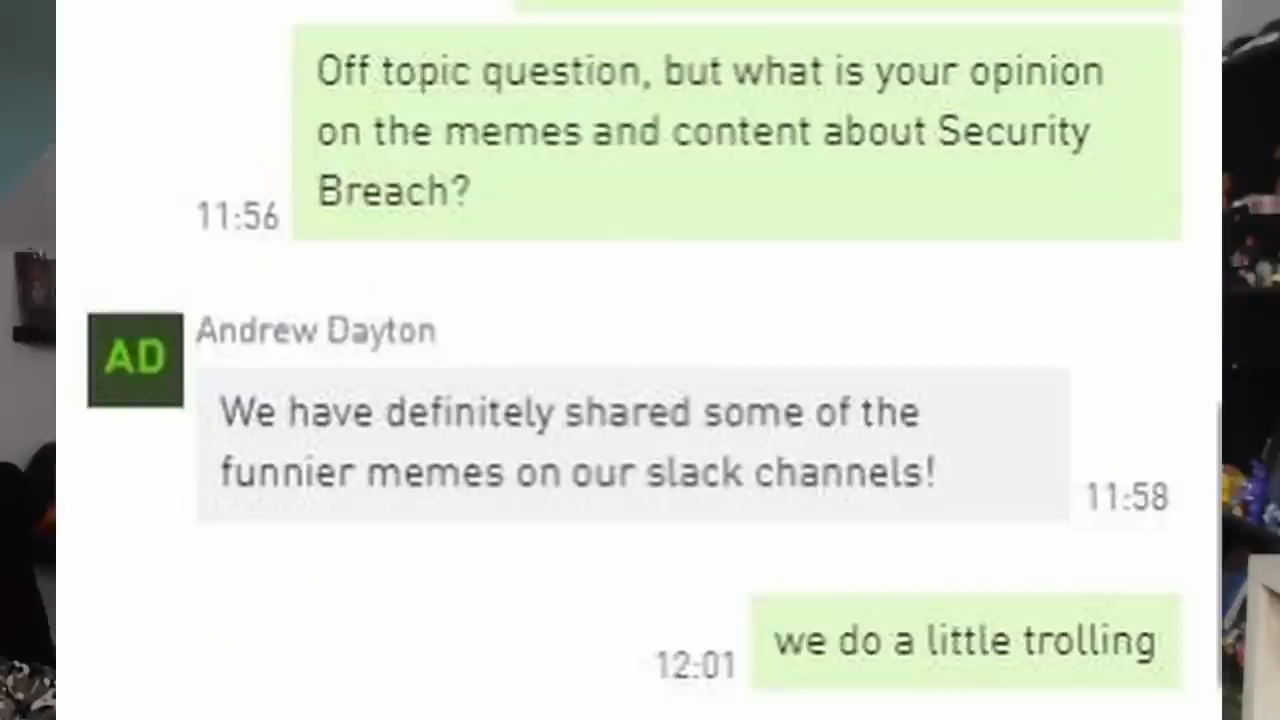 Off topic question, but what is your opinion
on the memes and content about Security
Breach?
11:56
AD
Andrew Dayton
We have definitely shared some of the
funnier memes on our slack channels!
11:58
we do a little trolling
12:01